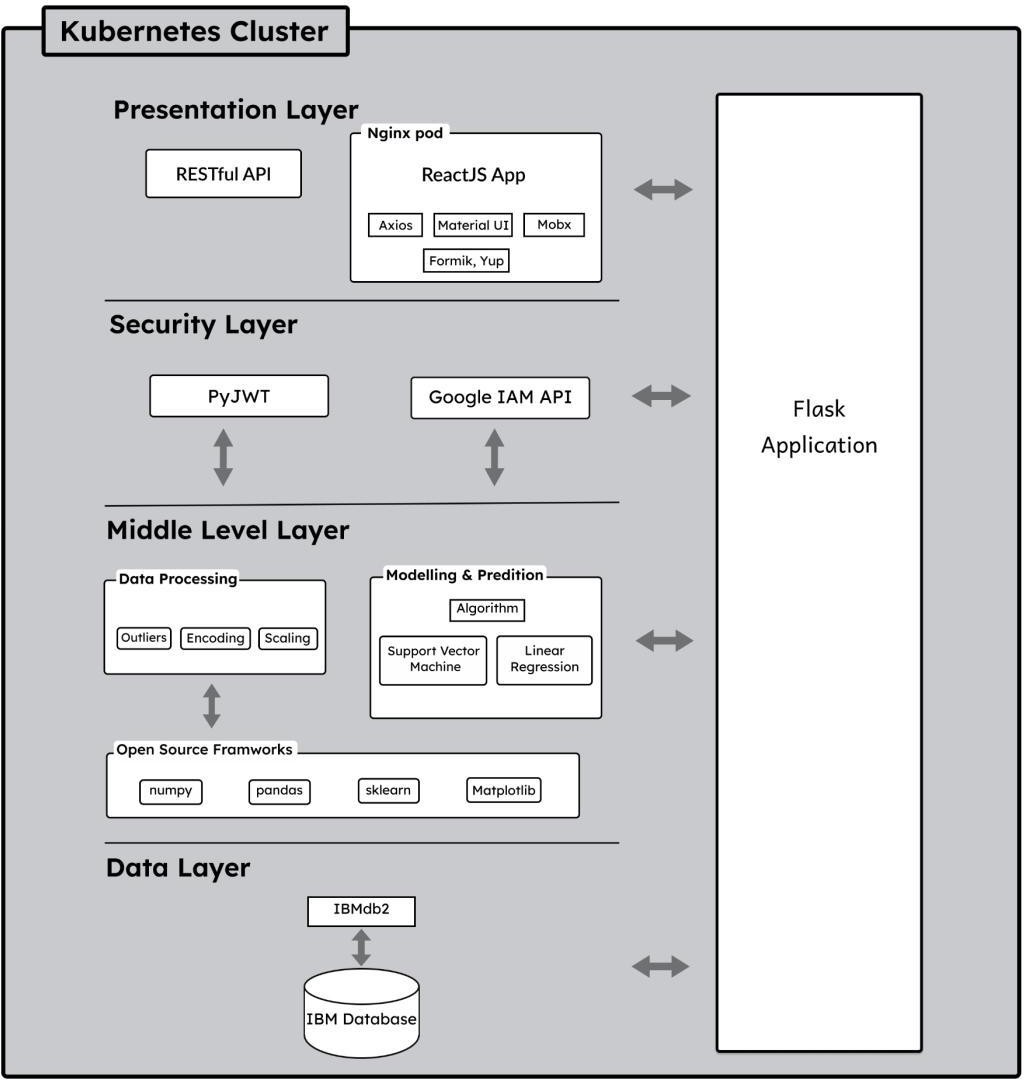 Kubernetes Cluster
Presentation Layer
RESTful API
Nginx pod
ReactJS App
Axios
Material UI
Mobx
Formik, Yup
Security Layer
PyJWT
Google IAM API
Flask
Application
Middle Level Layer
Data Processing
Outliers
Encoding
Scaling
Modelling & Predition
Algorithm
Support Vector
Machine
Linear
Regression
Open Source Framworks
numpy
pandas
sklearn
Matplotlib
Data Layer
IBMdb2
IBM Database